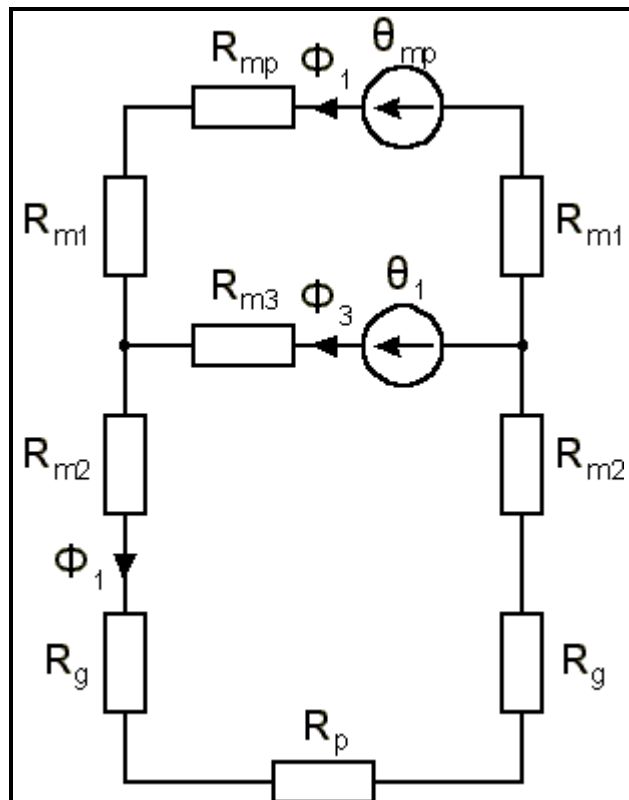 R_mp Φ_1 θ_mp
R_m1 R_m1
R_m3 Φ_3 θ_1
R_m2 R_m2
Φ_1
R_g R_g
R_p